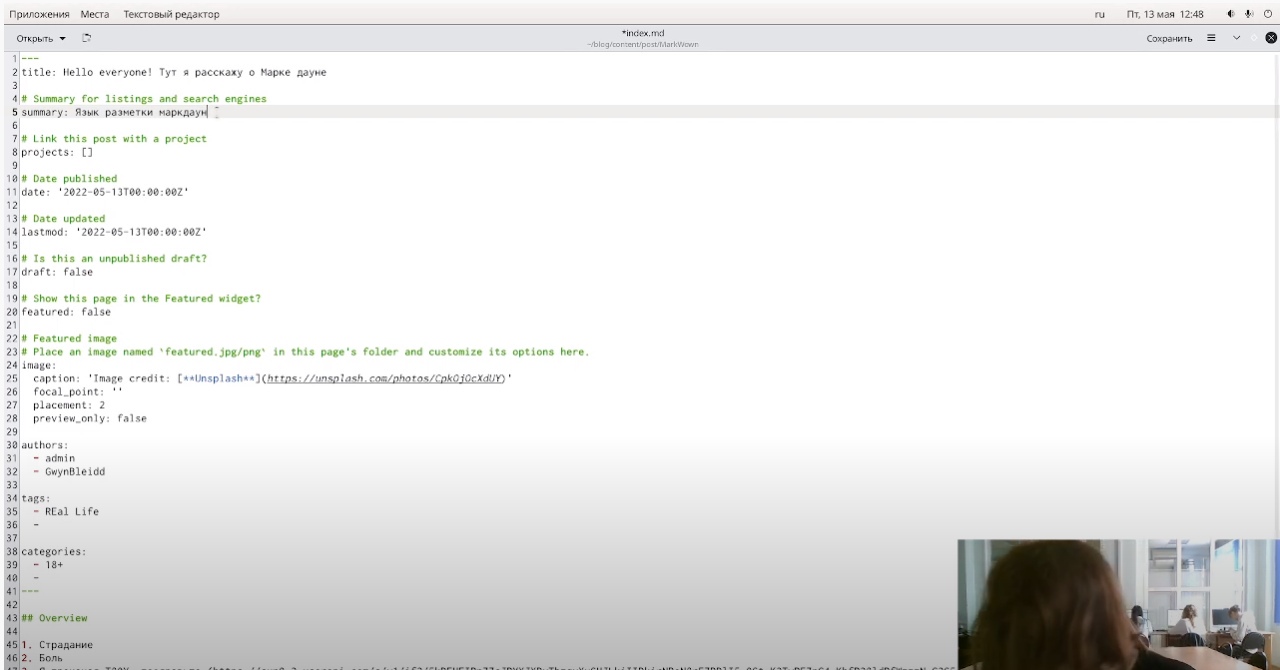 Приложения Места Текстовый редактор ru Пт, 13 мая 12:48
Открыть *index.md Сохранить
~/blog/content/post/MarkWown
1 ---
2 title: Hello everyone! Тут я расскажу о Марке дауне
3
4 # Summary for listings and search engines
5 summary: Язык разметки маркдаун
6
7 # Link this post with a project
8 projects: []
9
10 # Date published
11 date: '2022-05-13T00:00:00Z'
12
13 # Date updated
14 lastmod: '2022-05-13T00:00:00Z'
15
16 # Is this an unpublished draft?
17 draft: false
18
19 # Show this page in the Featured widget?
20 featured: false
21
22 # Featured image
23 # Place an image named `featured.jpg/png` in this page's folder and customize its options here.
24 image:
25 caption: 'Image credit: [**Unsplash**](https://unsplash.com/photos/CpkOjOcXdUY)'
26 focal_point: ''
27 placement: 2
28 preview_only: false
29
30 authors:
31 - admin
32 - GwynBleidd
33
34 tags:
35 - REal Life
36 -
37
38 categories:
39 - 18+
40 -
41 ---
42
43 ## Overview
44
45 1. Страдание
46 2. Боль